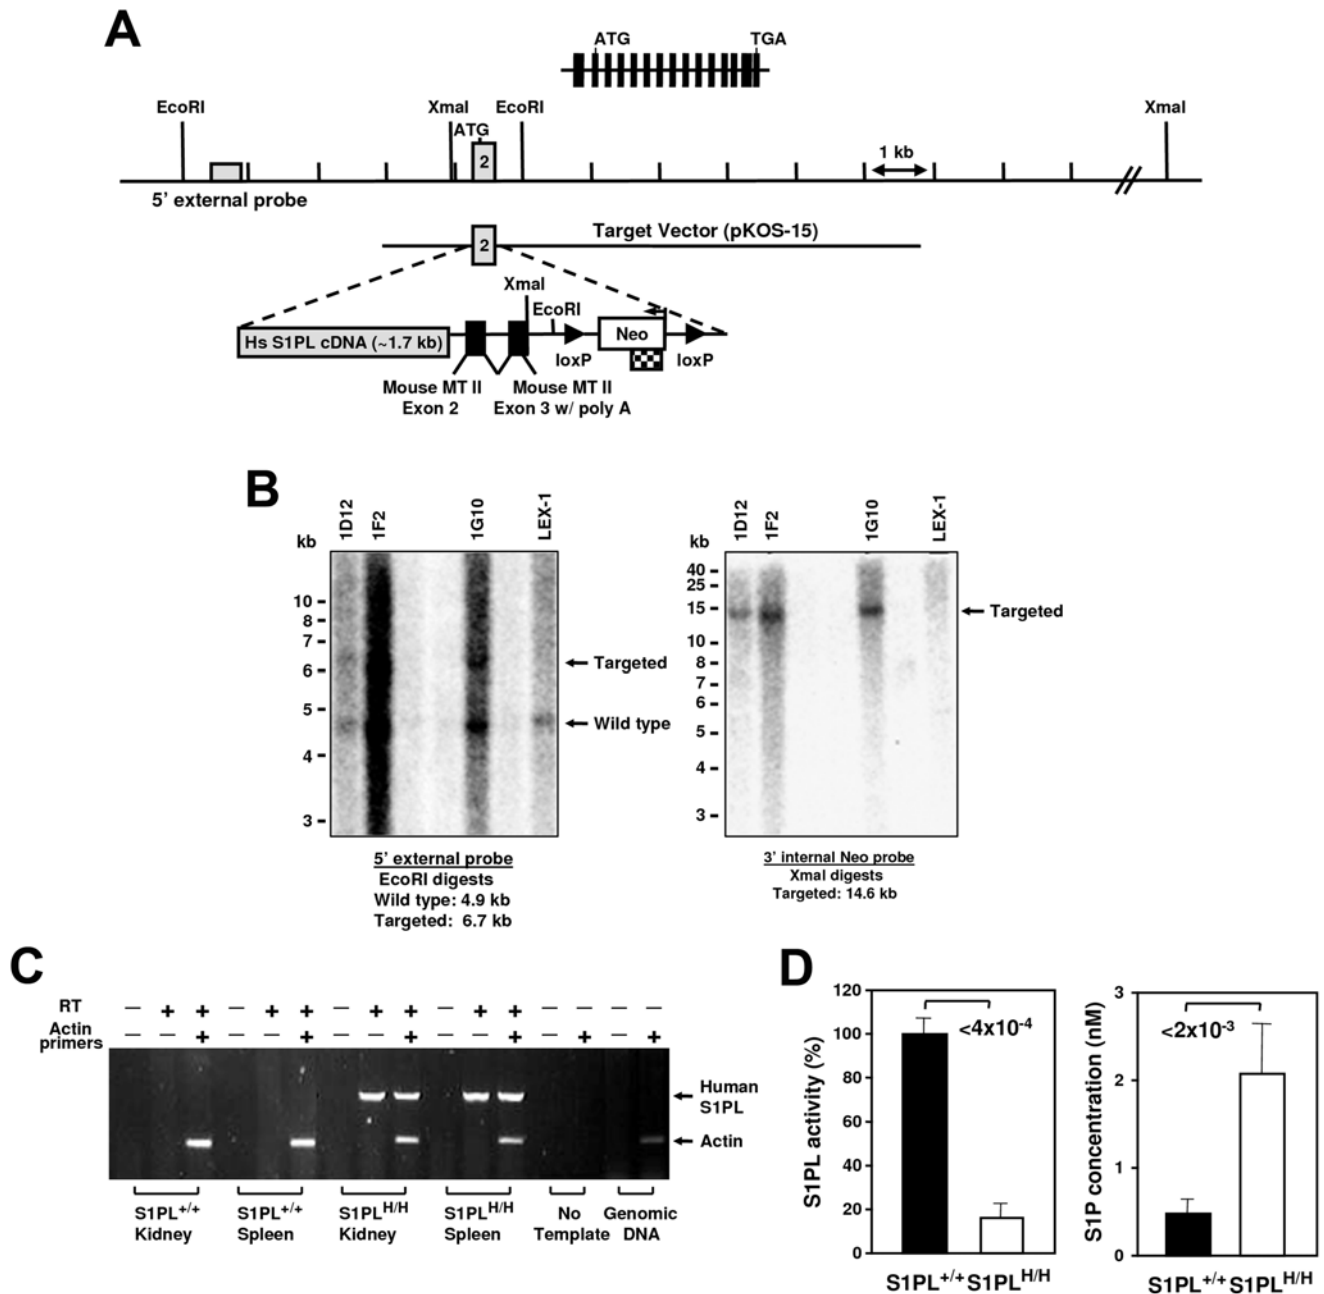 A
ATG TGA
EcoRI XmaI EcoRI XmaI
ATG
2
1 kb
5’ external probe
Target Vector (pKOS-15)
2
XmaI
EcoRI
Hs S1PL cDNA (~1.7 kb)
Neo
loxP loxP
Mouse MT II Mouse MT II
Exon 2 Exon 3 w/ poly A
B
kb
1D12
1F2
1G10
LEX-1
10
8
7
6
5
4
3
Targeted
Wild type
5’ external probe
EcoRI digests
Wild type: 4.9 kb
Targeted: 6.7 kb
kb
1D12
1F2
1G10
LEX-1
40
25
15
10
8
7
6
5
4
3
Targeted
3’ internal Neo probe
XmaI digests
Targeted: 14.6 kb
C
RT — + + — + + — + + — + + — — — —
Actin primers — — + — — + — — + — — + — + — +
Human
S1PL
Actin
S1PL+/+
Kidney
S1PL+/+
Spleen
S1PLH/H
Kidney
S1PLH/H
Spleen
No
Template
Genomic
DNA
D
S1PL activity (%)
120
100
80
60
40
20
0
<4x10-4
S1PL+/+ S1PLH/H
S1P concentration (nM)
3
2
1
0
<2x10-3
S1PL+/+ S1PLH/H